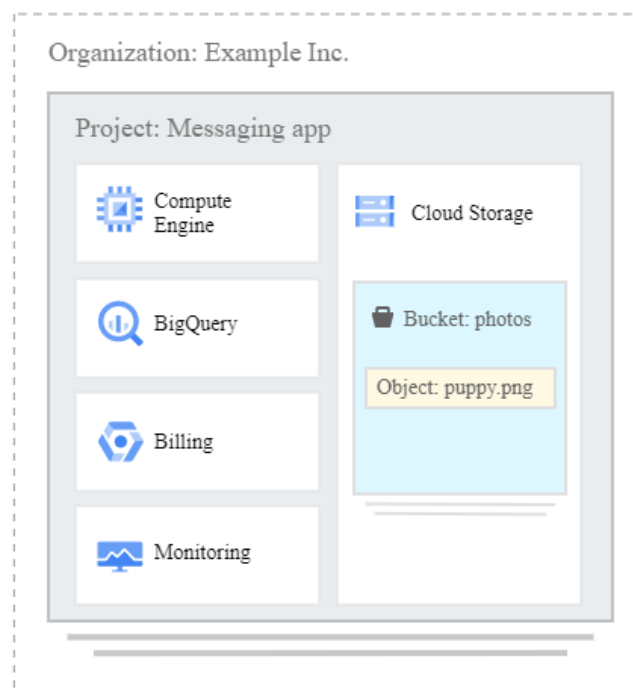 Organization: Example Inc.
Project: Messaging app
Compute
Engine
BigQuery
Billing
Monitoring
Cloud Storage
Bucket: photos
Object: puppy.png